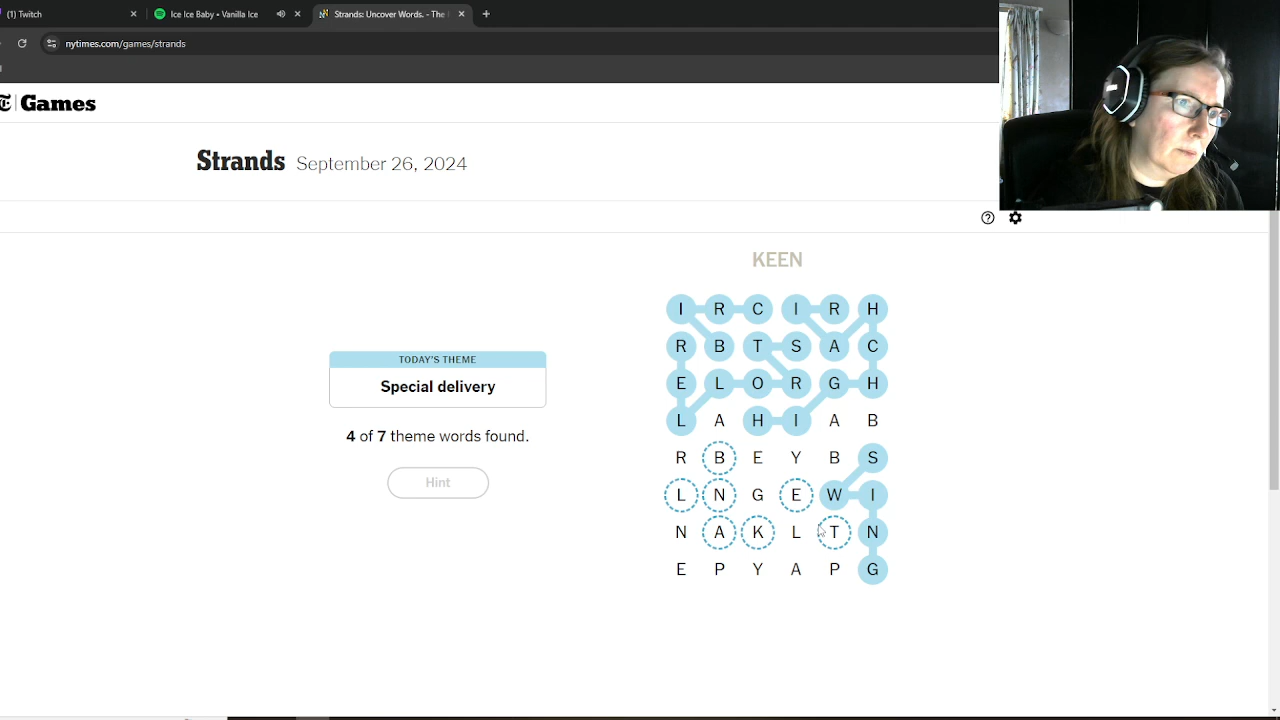 (1) Twitch
Ice Ice Baby • Vanilla Ice
Strands: Uncover Words. - The
nytimes.com/games/strands
Games
Strands September 26, 2024
KEEN
TODAY'S THEME
Special delivery
4 of 7 theme words found.
Hint
I R C I R H
R B T S A C
E L O R G H
L A H I A B
R B E Y B S
L N G E W I
N A K L T N
E P Y A P G